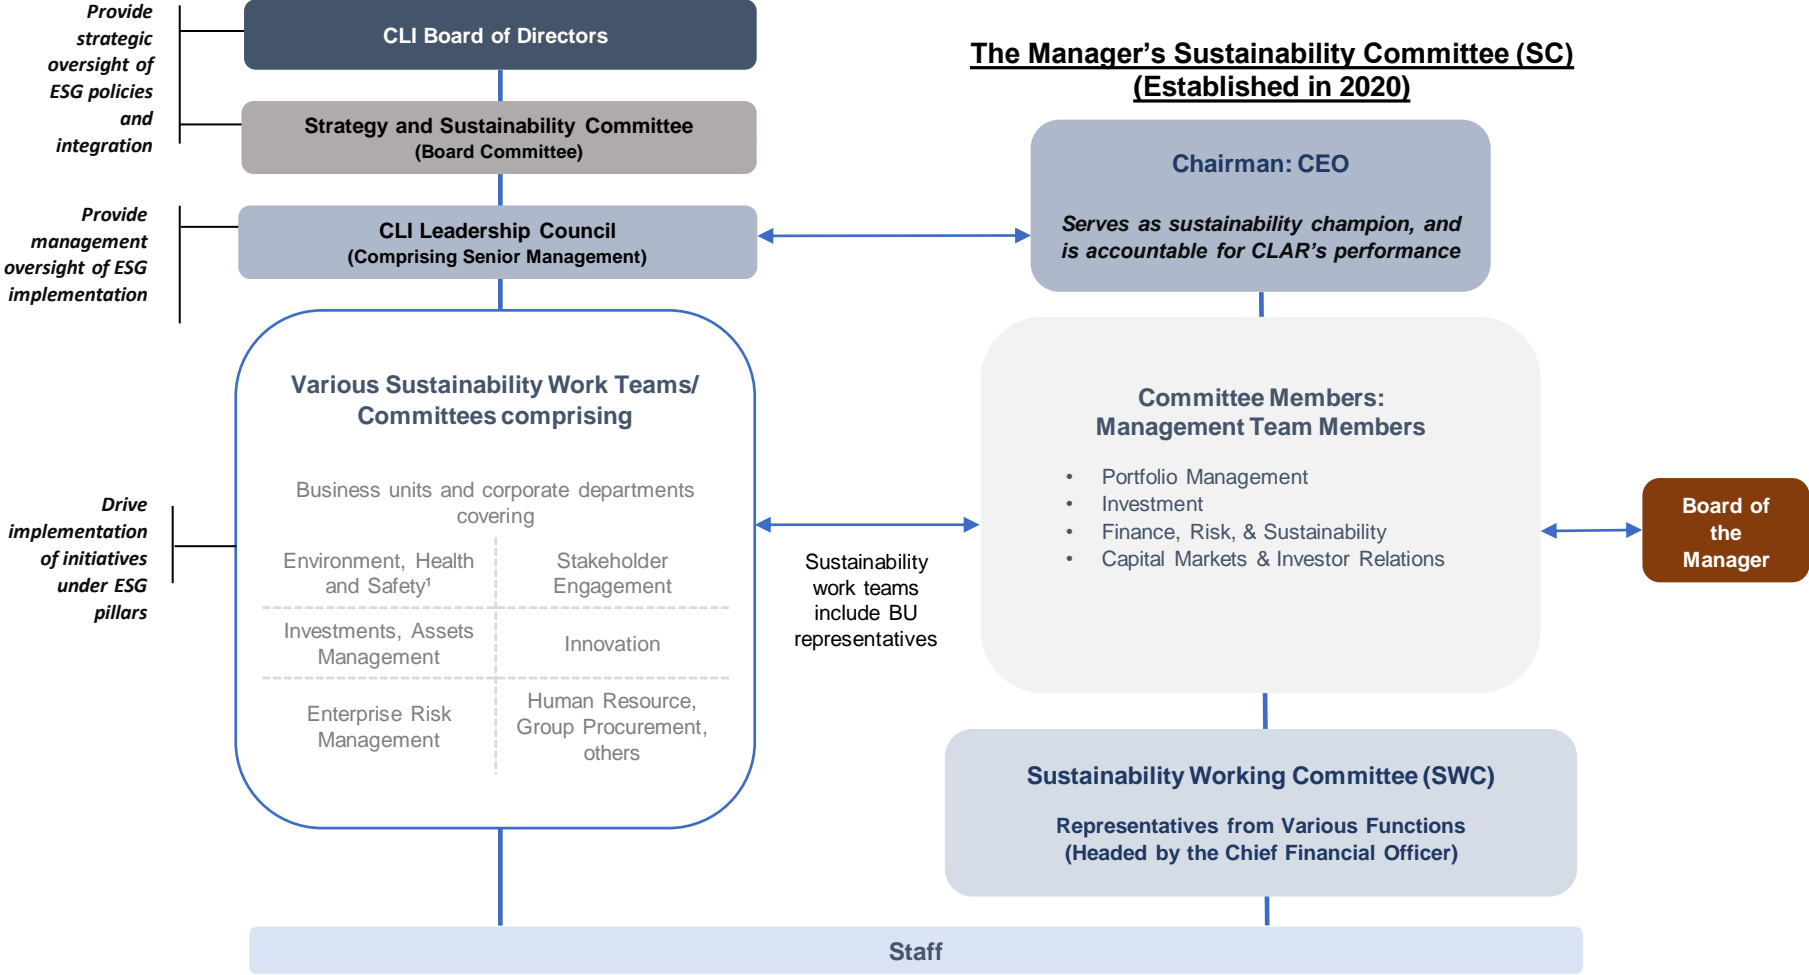 Provide
strategic
oversight of
ESG policies
and
integration
CLI Board of Directors
Strategy and Sustainability Committee
(Board Committee)
Provide
management
oversight of ESG
implementation
CLI Leadership Council
(Comprising Senior Management)
Drive
implementation
of initiatives
under ESG
pillars
Various Sustainability Work Teams/
Committees comprising
Business units and corporate departments
covering
Environment, Health
and Safety¹
Stakeholder
Engagement
Investments, Assets
Management
Innovation
Enterprise Risk
Management
Human Resource,
Group Procurement,
others
Sustainability
work teams
include BU
representatives
The Manager’s Sustainability Committee (SC)
(Established in 2020)
Chairman: CEO
Serves as sustainability champion, and
is accountable for CLAR’s performance
Committee Members:
Management Team Members
• Portfolio Management
• Investment
• Finance, Risk, & Sustainability
• Capital Markets & Investor Relations
Board of
the
Manager
Sustainability Working Committee (SWC)
Representatives from Various Functions
(Headed by the Chief Financial Officer)
Staff